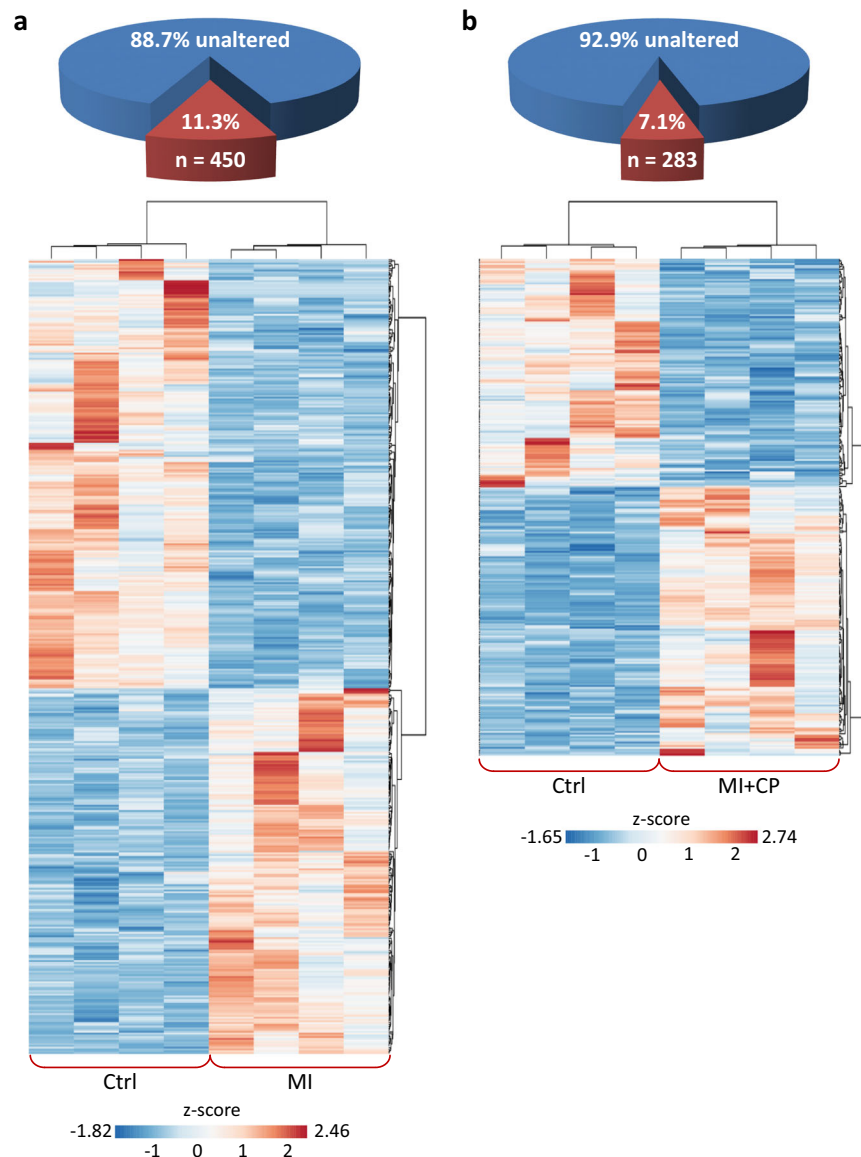 a
88.7% unaltered
11.3%
n = 450
Ctrl
MI
z-score
-1.82
2.46
-1
0
1
2
b
92.9% unaltered
7.1%
n = 283
Ctrl
MI+CP
z-score
-1.65
2.74
-1
0
1
2